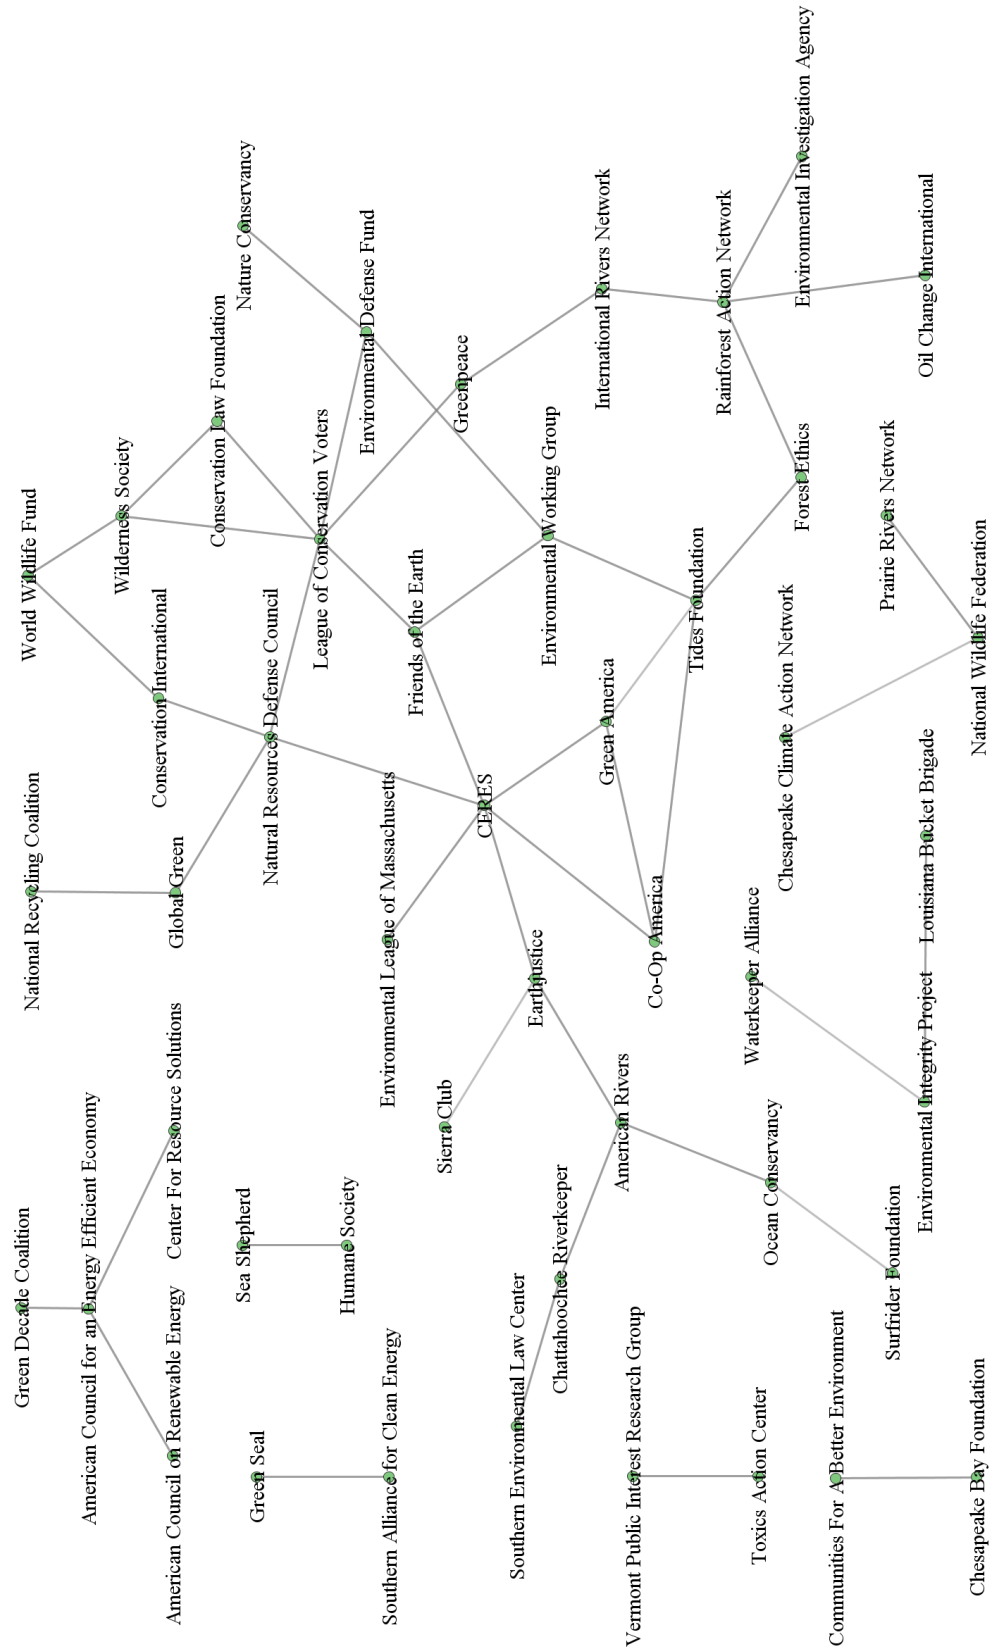 World Wildlife Fund
Wilderness Society
Conservation Law Foundation
Nature Conservancy
Environmental Defense Fund
League of Conservation Voters
Greenpeace
International Rivers Network
Rainforest Action Network
Environmental Investigation Agency
Oil Change International
Forest Ethics
Environmental Working Group
Friends of the Earth
Tides Foundation
Prairie Rivers Network
National Wildlife Federation
Chesapeake Climate Action Network
Conservation International
Natural Resources Defense Council
National Recycling Coalition
Global Green
Green America
CERES
Environmental League of Massachusetts
Co-Op America
Earthjustice
Sierra Club
American Rivers
Waterkeeper Alliance
Louisiana Bucket Brigade
Environmental Integrity Project
Ocean Conservancy
Surfrider Foundation
Chattahoochee Riverkeeper
Southern Environmental Law Center
Green Decade Coalition
American Council for an Energy Efficient Economy
Center For Resource Solutions
American Council on Renewable Energy
Sea Shepherd
Humane Society
Green Seal
Southern Alliance for Clean Energy
Vermont Public Interest Research Group
Toxics Action Center
Communities For A Better Environment
Chesapeake Bay Foundation